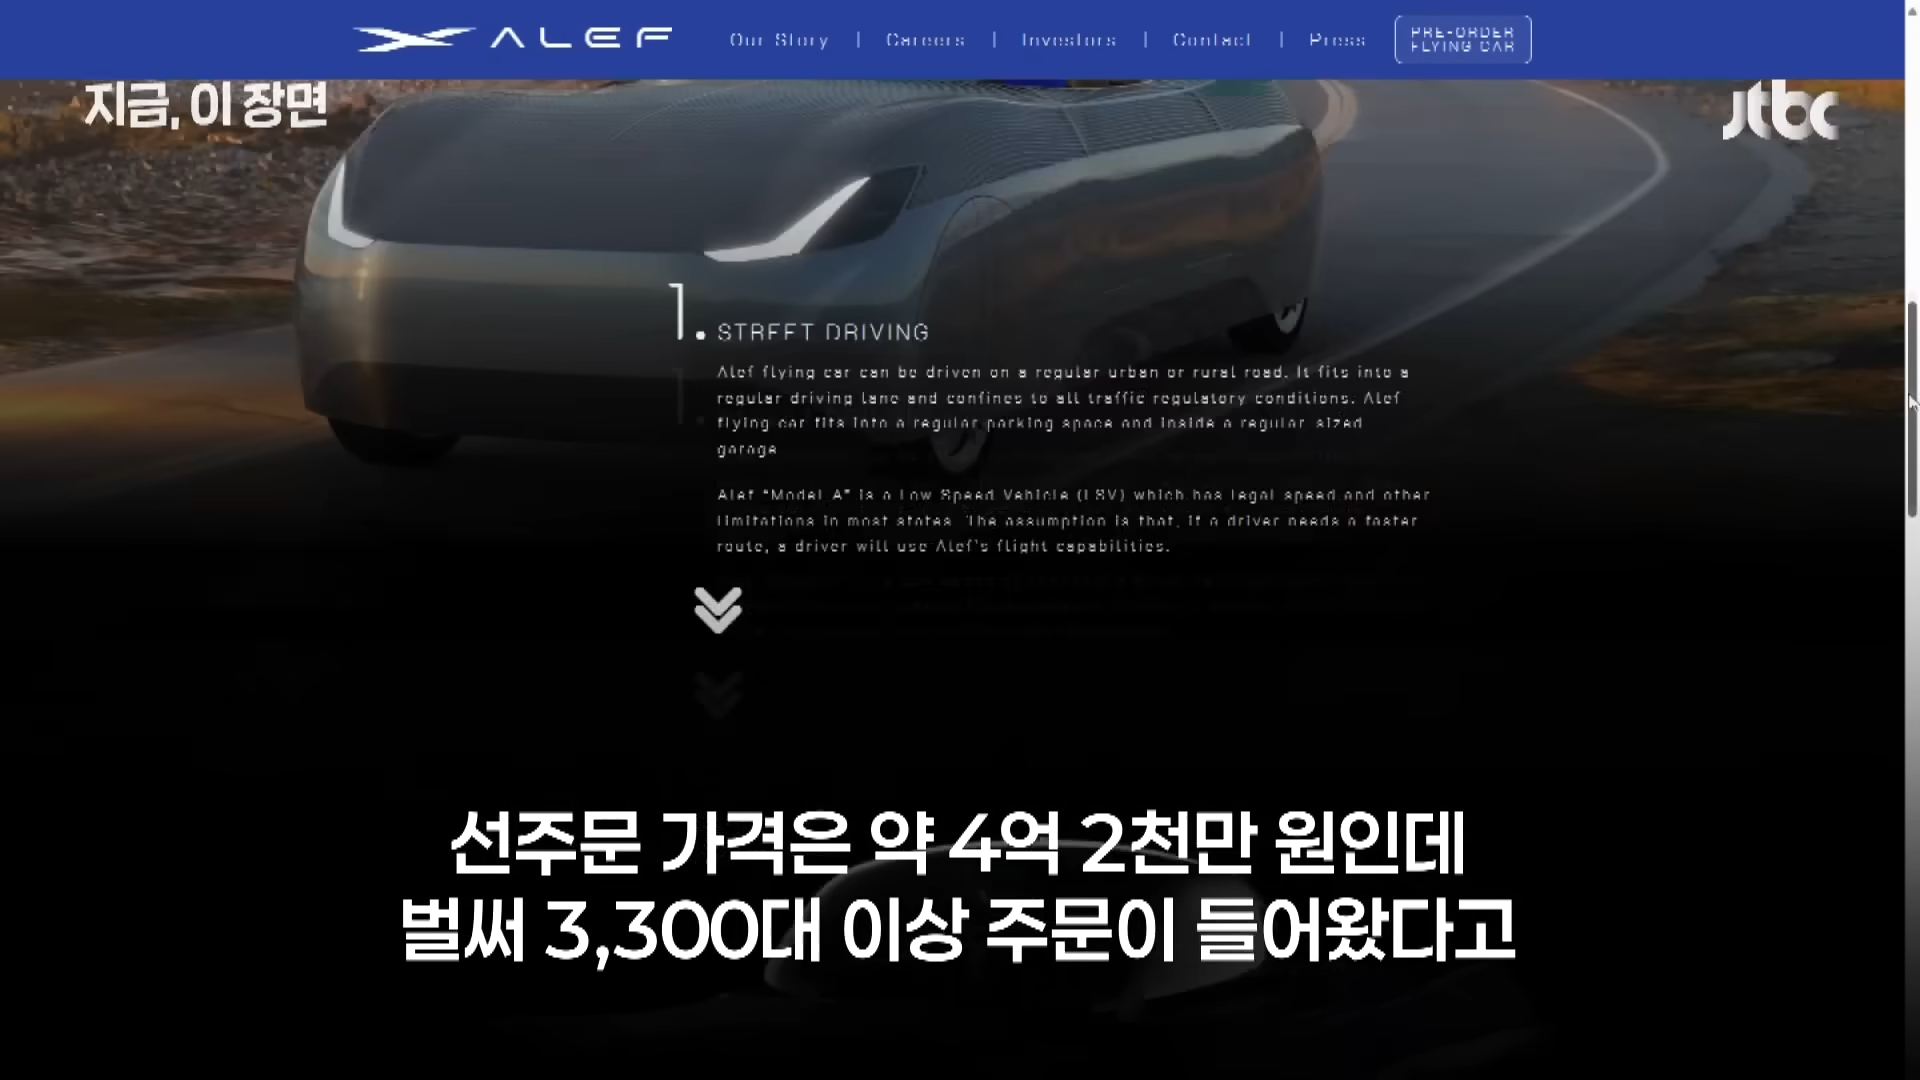 ALEF
Our Story | Careers | Investors | Contact | Press
PRE-ORDER
FLYING CAR
지금, 이 장면
jtbc
1. STREET DRIVING
Alef flying car can be driven on a regular urban or rural road. It fits into a
regular driving lane and confines to all traffic regulatory conditions. Alef
flying car fits into a regular parking space and inside a regular sized
garage.
Alef "Model A" is a Low Speed Vehicle (LSV) which has legal speed and other
limitations in most states. The assumption is that, if a driver needs a faster
route, a driver will use Alef's flight capabilities.
선주문 가격은 약 4억 2천만 원인데
벌써 3,300대 이상 주문이 들어왔다고